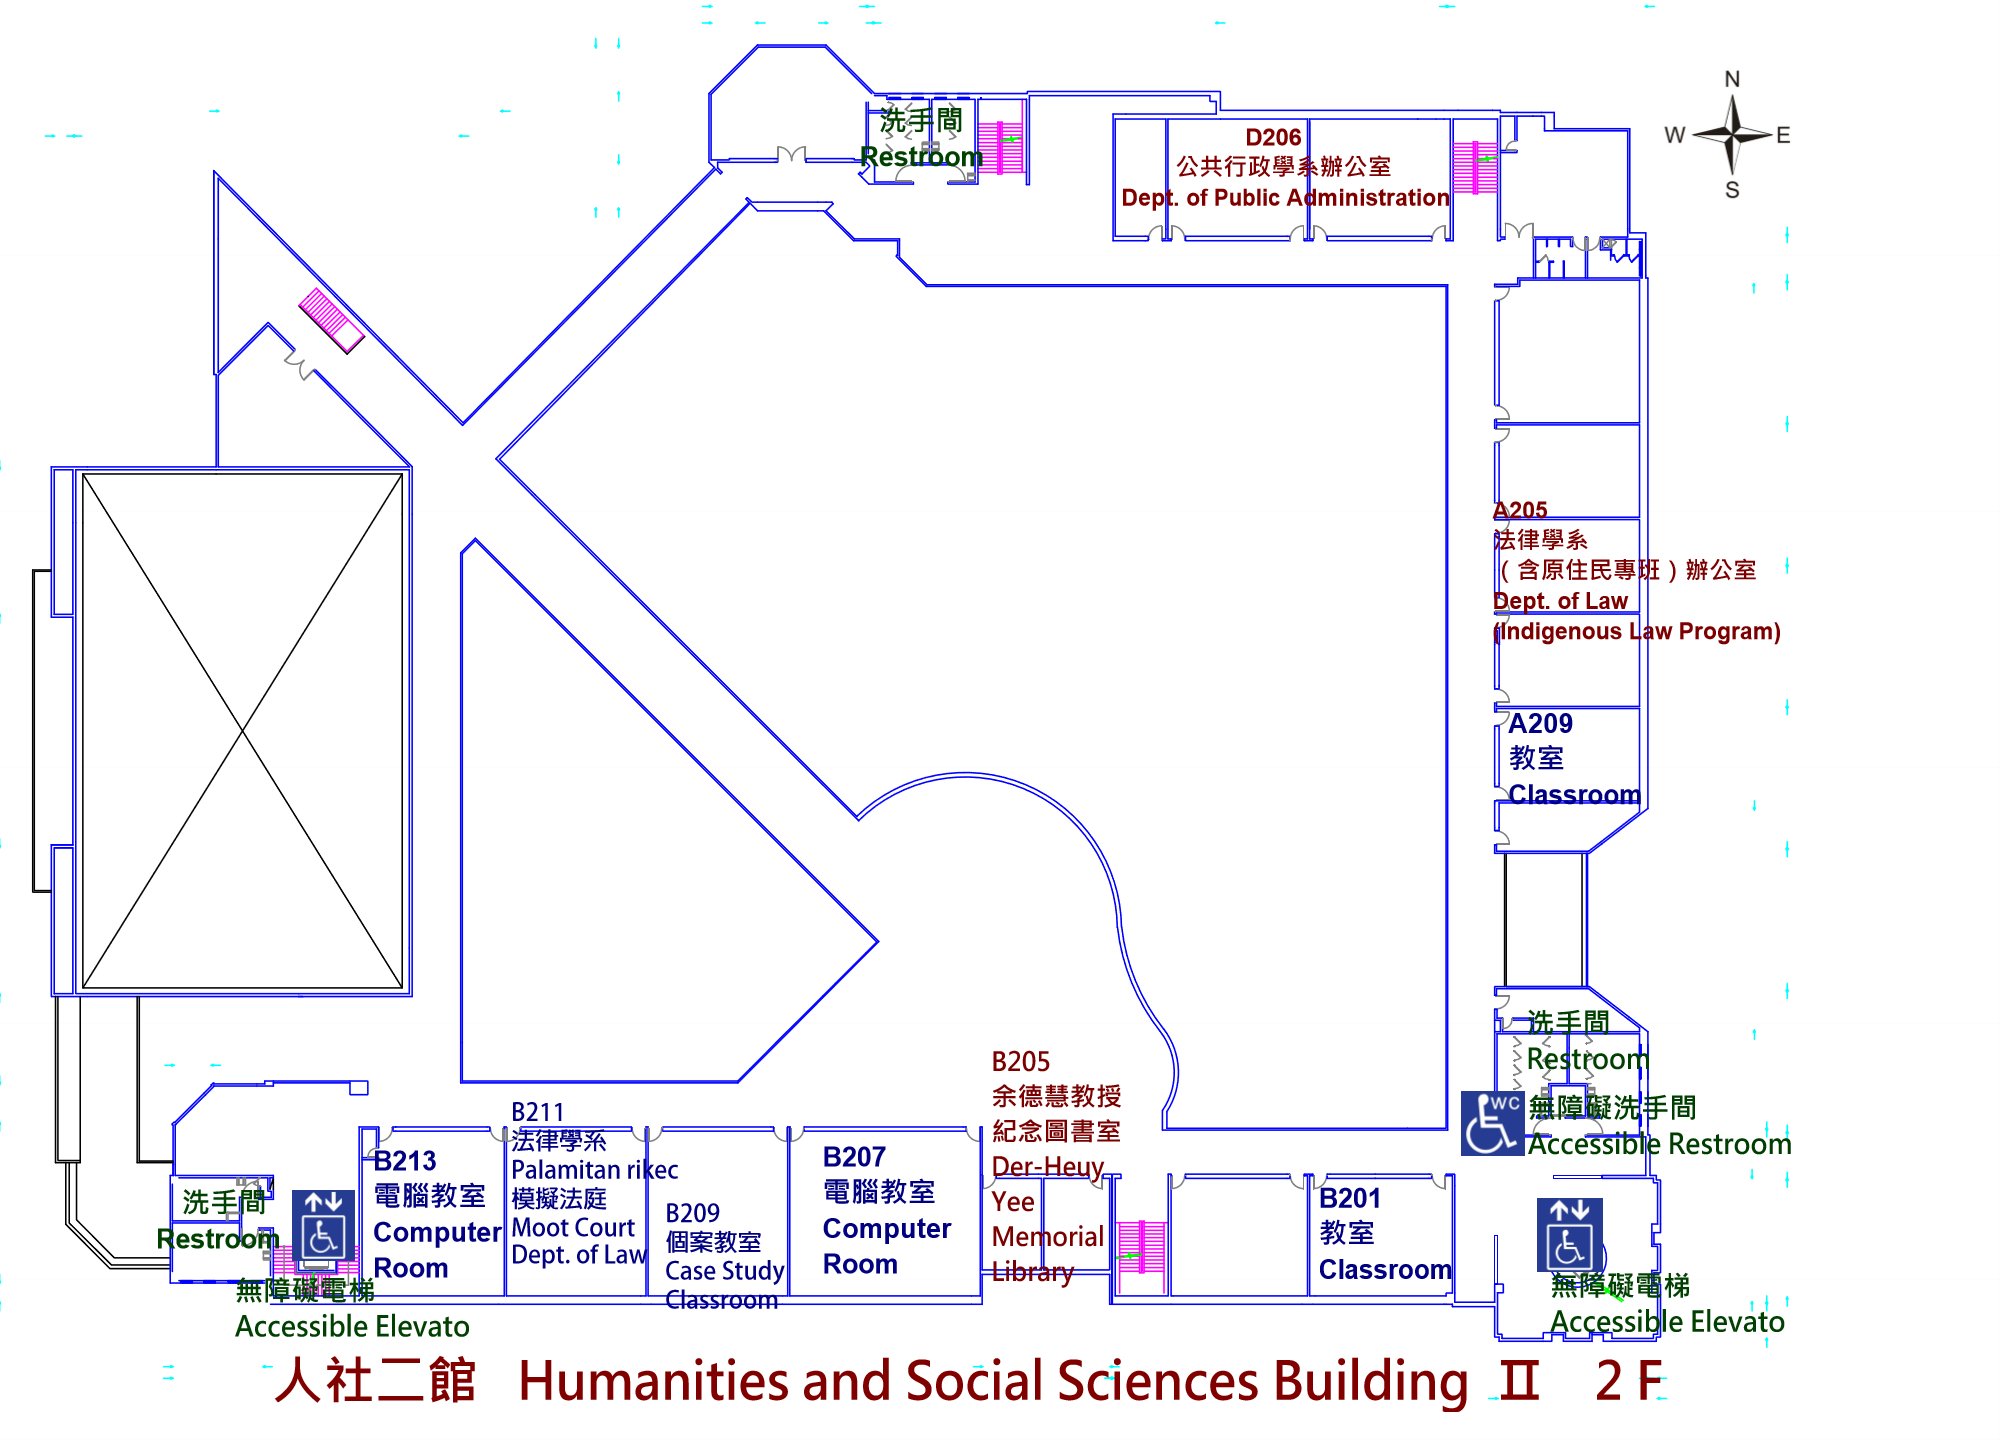 N
W
E
S
洗手間
Restroom
D206
公共行政學系辦公室
Dept. of Public Administration
A205
法律學系
（含原住民專班）辦公室
Dept. of Law
(Indigenous Law Program)
A209
教室
Classroom
洗手間
Restroom
WC
無障礙洗手間
Accessible Restroom
B205
余德慧教授
紀念圖書室
Der-Heuy
Yee
Memorial
Library
B211
法律學系
Palamitan rikec
模擬法庭
Moot Court
Dept. of Law
B213
電腦教室
Computer
Room
B209
個案教室
Case Study
Classroom
B207
電腦教室
Computer
Room
B201
教室
Classroom
洗手間
Restroom
無障礙電梯
Accessible Elevato
無障礙電梯
Accessible Elevato
人社二館 Humanities and Social Sciences Building Ⅱ 2F